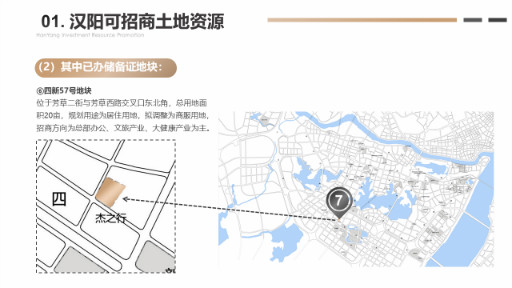 01. 汉阳可招商土地资源
Hanyang Investment Resource Promotion
（2）其中已办储备证地块：
⑥四新57号地块
位于芳草二街与芳草西路交叉口东北角，总用地面
积20亩，规划用途为居住用地，拟调整为商服用地，
招商方向为总部办公、文旅产业、大健康产业为主。
四
杰之行
7